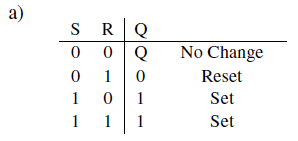 a)
S R Q
0 0 Q No Change
0 1 0 Reset
1 0 1 Set
1 1 1 Set